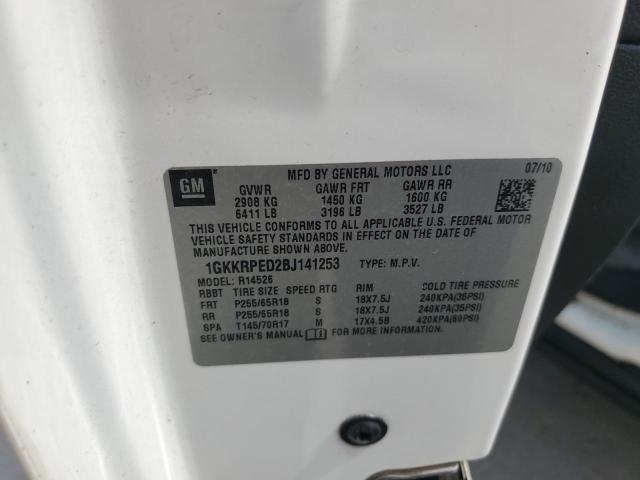 GM MFD BY GENERAL MOTORS LLC 07/10
GVWR GAWR FRT GAWR RR
2908 KG 1450 KG 1600 KG
6411 LB 3196 LB 3527 LB
THIS VEHICLE CONFORMS TO ALL APPLICABLE U.S. FEDERAL MOTOR
VEHICLE SAFETY STANDARDS IN EFFECT ON THE DATE OF
MANUFACTURE SHOWN ABOVE.
1GKKRPED2BJ141253 TYPE: M.P.V.
MODEL: R14526
RBBT TIRE SIZE SPEED RTG RIM COLD TIRE PRESSURE
FRT P255/65R18 S 18X7.5J 240KPA(35PSI)
RR P255/65R18 S 18X7.5J 240KPA(35PSI)
SPA T145/70R17 M 17X4.5B 420KPA(60PSI)
SEE OWNER'S MANUAL FOR MORE INFORMATION.